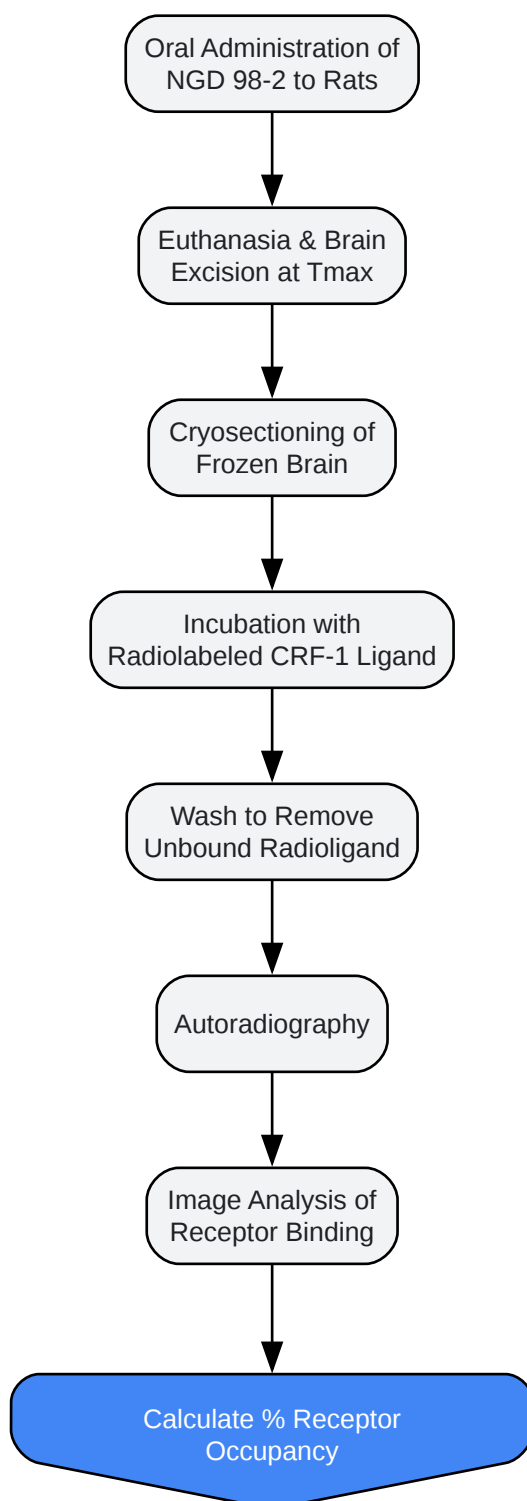 Oral Administration of
NGD 98-2 to Rats
Euthanasia & Brain
Excision at Tmax
Cryosectioning of
Frozen Brain
Incubation with
Radiolabeled CRF-1 Ligand
Wash to Remove
Unbound Radioligand
Autoradiography
Image Analysis of
Receptor Binding
Calculate % Receptor
Occupancy